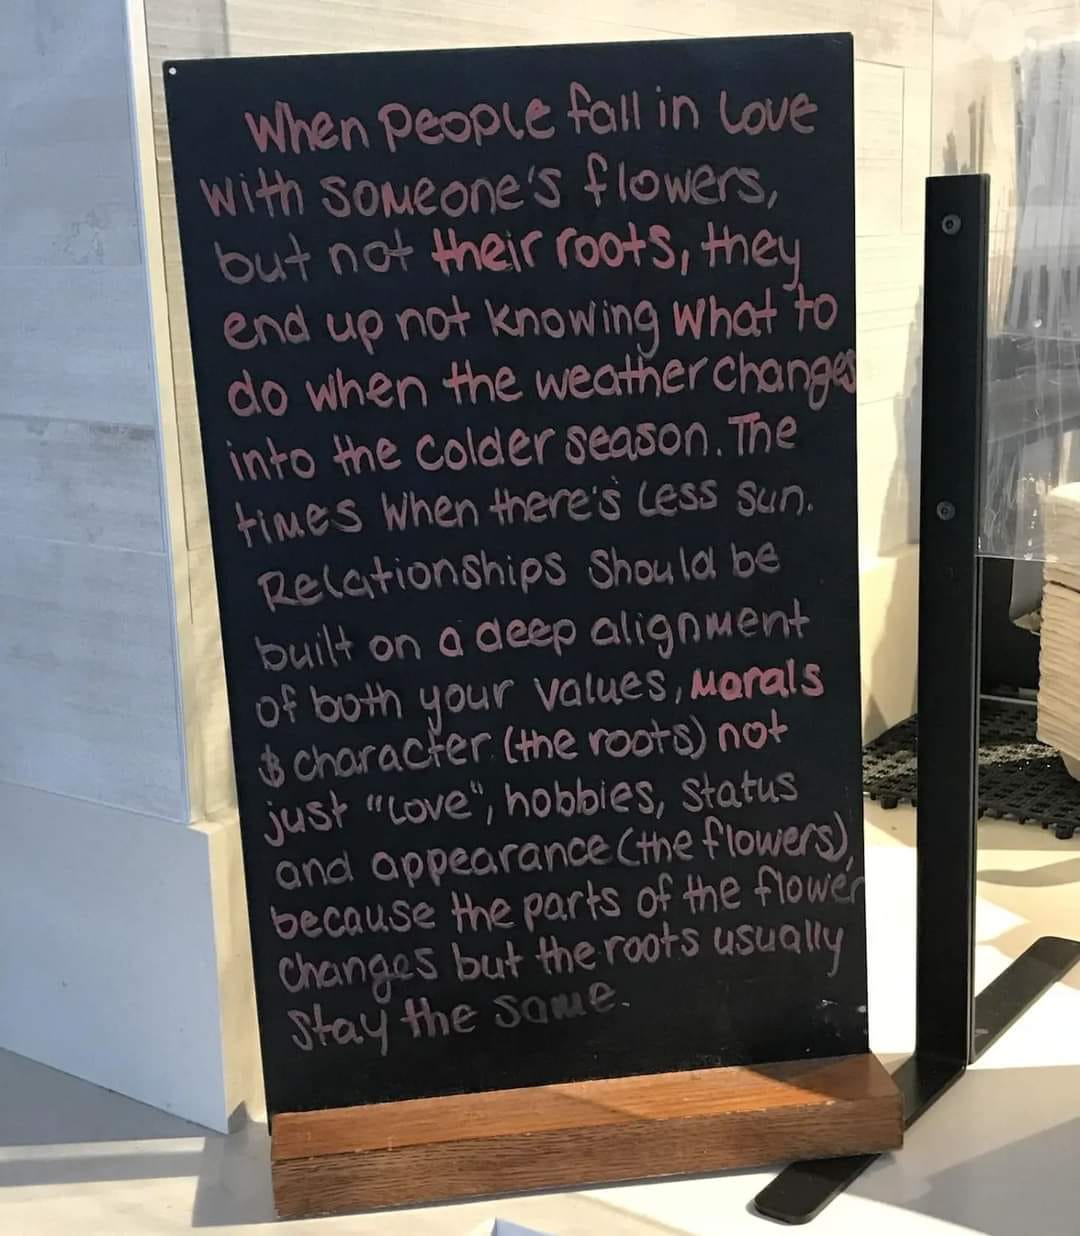 When People fall in Love
with someone's flowers,
but not their roots, they
end up not knowing what to
do when the weather changes
into the colder season. The
times when there's Less sun.
Relationships should be
built on a deep alignment
of both your values, Morals
$ character (the roots) not
just "Love", hobbies, status
and appearance (the flowers),
because the parts of the flower
changes but the roots usually
stay the same.